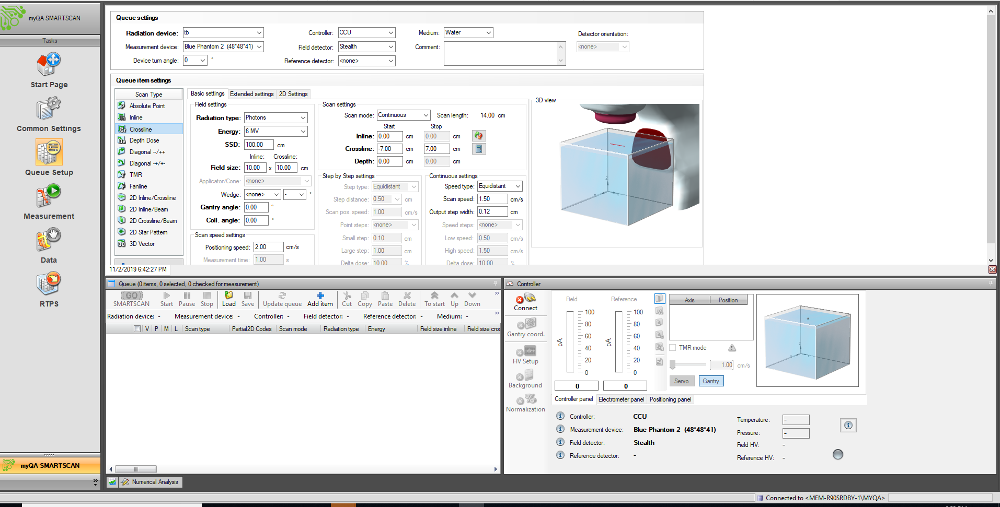 myQA SMARTSCAN
Tasks
Start Page
Common Settings
Queue Setup
Measurement
Data
RTPS
myQA SMARTSCAN
Queue settings
Radiation device: tb Controller: CCU Medium: Water Detector orientation:
Measurement device: Blue Phantom 2 (48*48*41) Field detector: Stealth Comment: <none>
Device turn angle: 0 ° Reference detector: <none>
Queue item settings
Scan Type
Absolute Point
Inline
Crossline
Depth Dose
Diagonal --/++
Diagonal -+/+-
TMR
Fanline
2D Inline/Crossline
2D Inline/Beam
2D Crossline/Beam
2D Star Pattern
3D Vector
Basic settings Extended settings 2D Settings
Field settings
Radiation type: Photons
Energy: 6 MV
SSD: 100.00 cm
Inline: Crossline:
Field size: 10.00 x 10.00 cm
Applicator/Cone: <none>
Wedge: <none> - °
Gantry angle: 0.00 °
Coll. angle: 0.00 °
Scan speed settings
Positioning speed: 2.00 cm/s
Measurement time: 1.00 s
Scan settings
Scan mode: Continuous Scan length: 14.00 cm
Start Stop
Inline: 0.00 cm 0.00 cm
Crossline: -7.00 cm 7.00 cm
Depth: 0.00 cm 0.00 cm
Step by Step settings
Step type: Equidistant
Step distance: 0.50 cm
Scan pos. speed: 1.00 cm/s
Point steps: <none>
Small step: 0.10 cm
Large step: 1.00 cm
Delta dose: 10.00 %
Continuous settings
Speed type: Equidistant
Scan speed: 1.50 cm/s
Output step width: 0.12 cm
Speed steps: <none>
Low speed: 0.50 cm/s
High speed: 1.50 cm/s
Delta dose: 10.00 %
3D view
Z
X Y
11/2/2019 6:42:27 PM
Queue (0 items, 0 selected, 0 checked for measurement)
GO
SMARTSCAN Start Pause Stop Load Save Update queue Add item Cut Copy Paste Delete To start Up Down
Radiation device: - Measurement device: - Controller: - Field detector: - Reference detector: - Medium: -
V P M L Scan type Partial2D Codes Scan mode Radiation type Energy Field size inline Field size cros
Numerical Analysis
Controller
Connect
Gantry coord.
HV Setup
Background
Normalization
Field Reference
100 100
80 80
60 60
pA pA
40 40
20 20
0 0
0 0
Axis Position
TMR mode
1.00 cm/s
Servo Gantry
Controller panel Electrometer panel Positioning panel
Controller: CCU
Measurement device: Blue Phantom 2 (48*48*41)
Field detector: Stealth
Reference detector: -
Temperature: -
Pressure: -
Field HV: -
Reference HV: -
Connected to <MEM-R90SRDBY-1\MYQA>